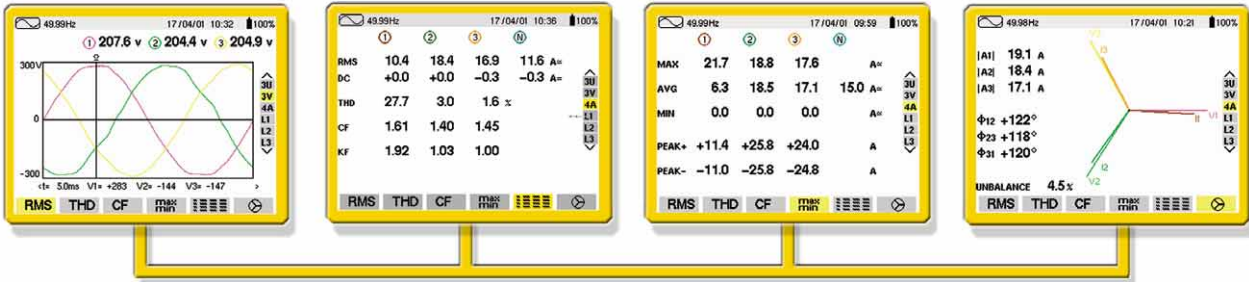 49.99Hz 17/04/01 10:32 100%
1 207.6 v 2 204.4 v 3 204.9 v
300V
0
-300
<t= 5.0ms V1= +283 V2= -144 V3= -147 >
3U
3V
4A
L1
L2
L3
RMS THD CF max min
49.99Hz 17/04/01 10:36 100%
1 2 3 N
RMS 10.4 18.4 16.9 11.6 A≃
DC +0.0 +0.0 -0.3 -0.3 A=
THD 27.7 3.0 1.6 %
CF 1.61 1.40 1.45
KF 1.92 1.03 1.00
3U
3V
4A
L1
L2
L3
RMS THD CF max min
49.99Hz 17/04/01 09:59 100%
1 2 3 N
MAX 21.7 18.8 17.6 A≃
AVG 6.3 18.5 17.1 15.0 A≃
MIN 0.0 0.0 0.0 A≃
PEAK+ +11.4 +25.8 +24.0 A
PEAK- -11.0 -25.8 -24.8 A
3U
3V
4A
L1
L2
L3
RMS THD CF max min
49.98Hz 17/04/01 10:21 100%
|A1| 19.1 A
|A2| 18.4 A
|A3| 17.1 A
Φ12 +122°
Φ23 +118°
Φ31 +120°
UNBALANCE 4.5%
V3
I3
V1
I1
I2
V2
3U
3V
4A
L1
L2
L3
RMS THD CF max min